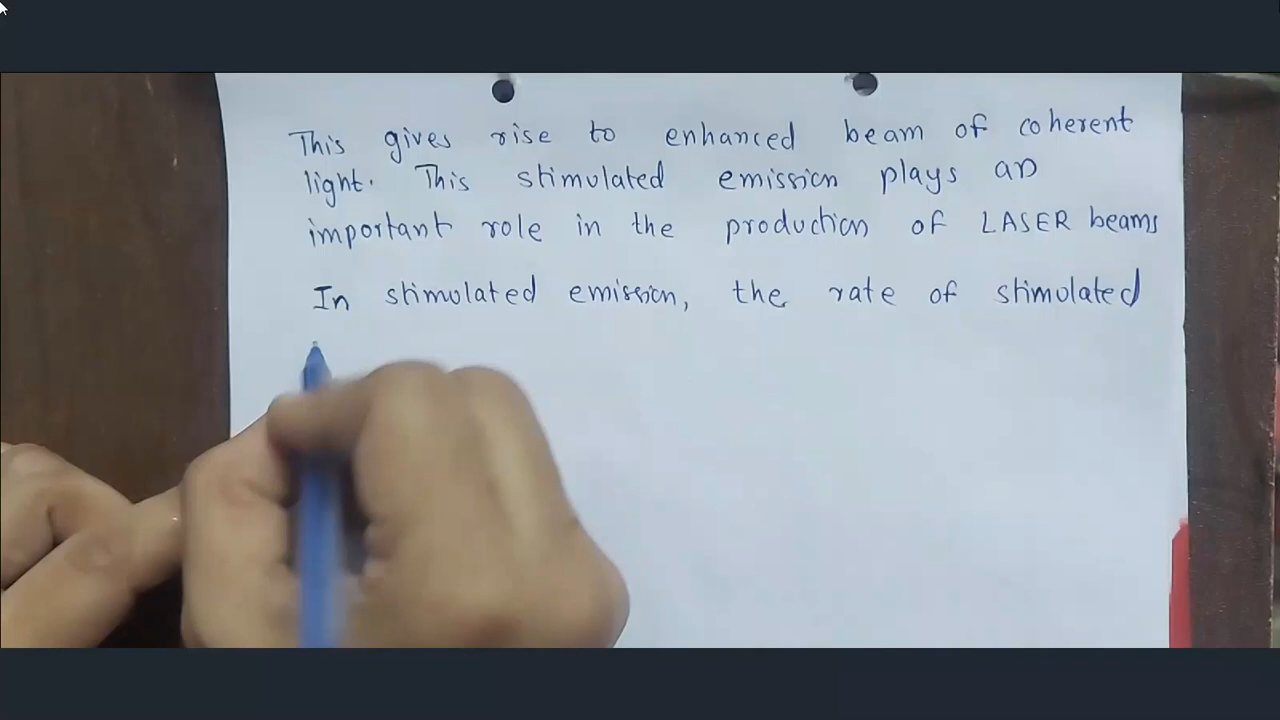 This gives rise to enhanced beam of coherent
light. This stimulated emission plays an
important role in the production of LASER beams
In stimulated emission, the rate of stimulated